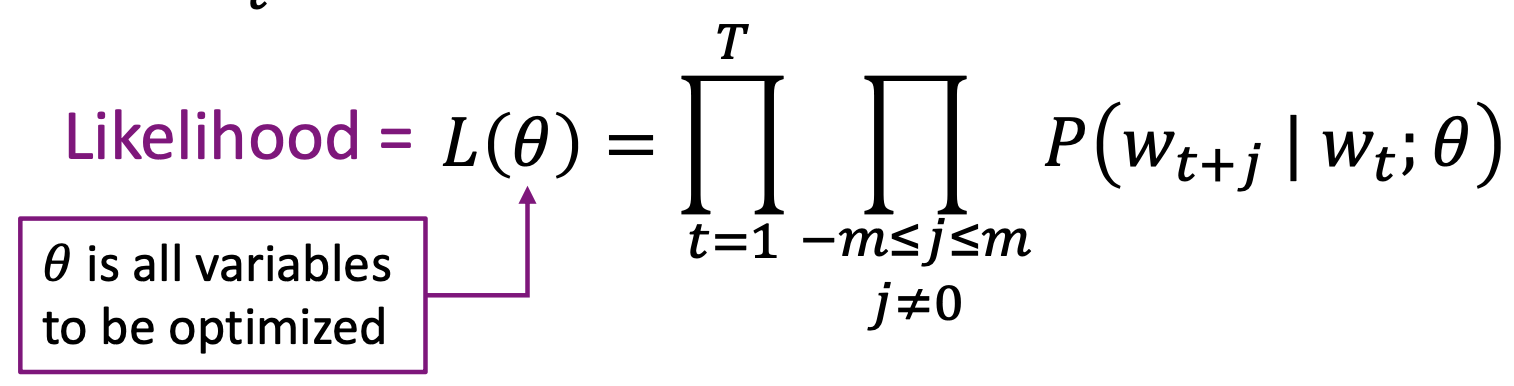 t
Likelihood = L(θ) = ∏_{t=1}^{T} ∏_{-m≤j≤m, j≠0} P(w_{t+j} | w_t; θ)
θ is all variables
to be optimized